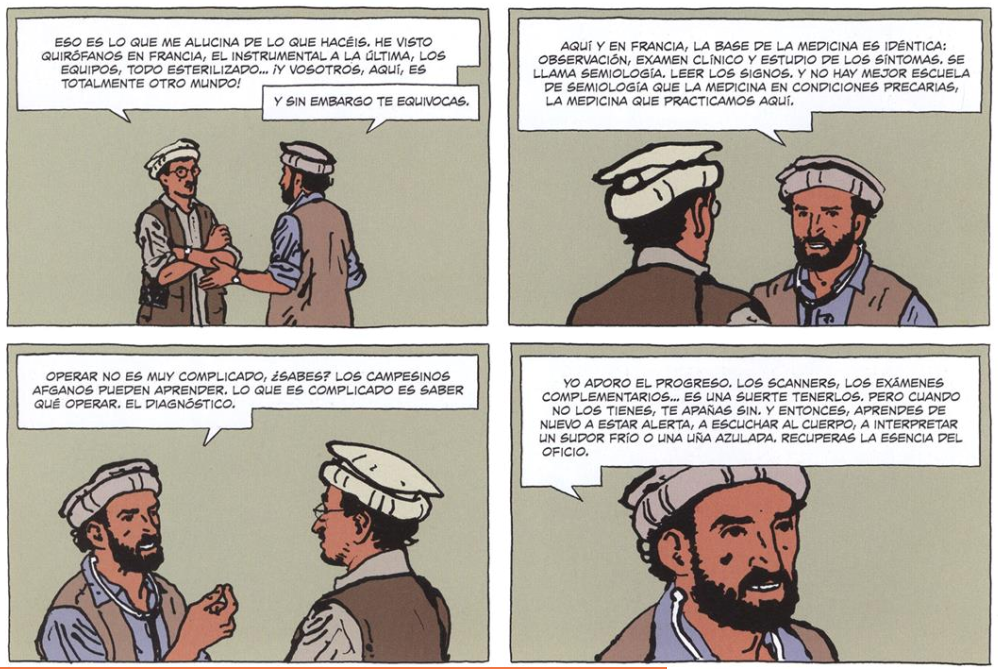 ESO ES LO QUE ME ALUCINA DE LO QUE HACÉIS. HE VISTO
QUIRÓFANOS EN FRANCIA, EL INSTRUMENTAL A LA ÚLTIMA, LOS
EQUIPOS, TODO ESTERILIZADO... ¡Y VOSOTROS, AQUÍ, ES
TOTALMENTE OTRO MUNDO!
Y SIN EMBARGO TE EQUIVOCAS.
AQUÍ Y EN FRANCIA, LA BASE DE LA MEDICINA ES IDÉNTICA:
OBSERVACIÓN, EXAMEN CLÍNICO Y ESTUDIO DE LOS SÍNTOMAS. SE
LLAMA SEMIOLOGÍA. LEER LOS SIGNOS. Y NO HAY MEJOR ESCUELA
DE SEMIOLOGÍA QUE LA MEDICINA EN CONDICIONES PRECARIAS,
LA MEDICINA QUE PRACTICAMOS AQUÍ.
OPERAR NO ES MUY COMPLICADO, ¿SABES? LOS CAMPESINOS
AFGANOS PUEDEN APRENDER. LO QUE ES COMPLICADO ES SABER
QUÉ OPERAR. EL DIAGNÓSTICO.
YO ADORO EL PROGRESO. LOS SCANNERS, LOS EXÁMENES
COMPLEMENTARIOS... ES UNA SUERTE TENERLOS. PERO CUANDO
NO LOS TIENES, TE APAÑAS SIN. Y ENTONCES, APRENDES DE
NUEVO A ESTAR ALERTA, A ESCUCHAR AL CUERPO, A INTERPRETAR
UN SUDOR FRÍO O UNA UÑA AZULADA. RECUPERAS LA ESENCIA DEL
OFICIO.